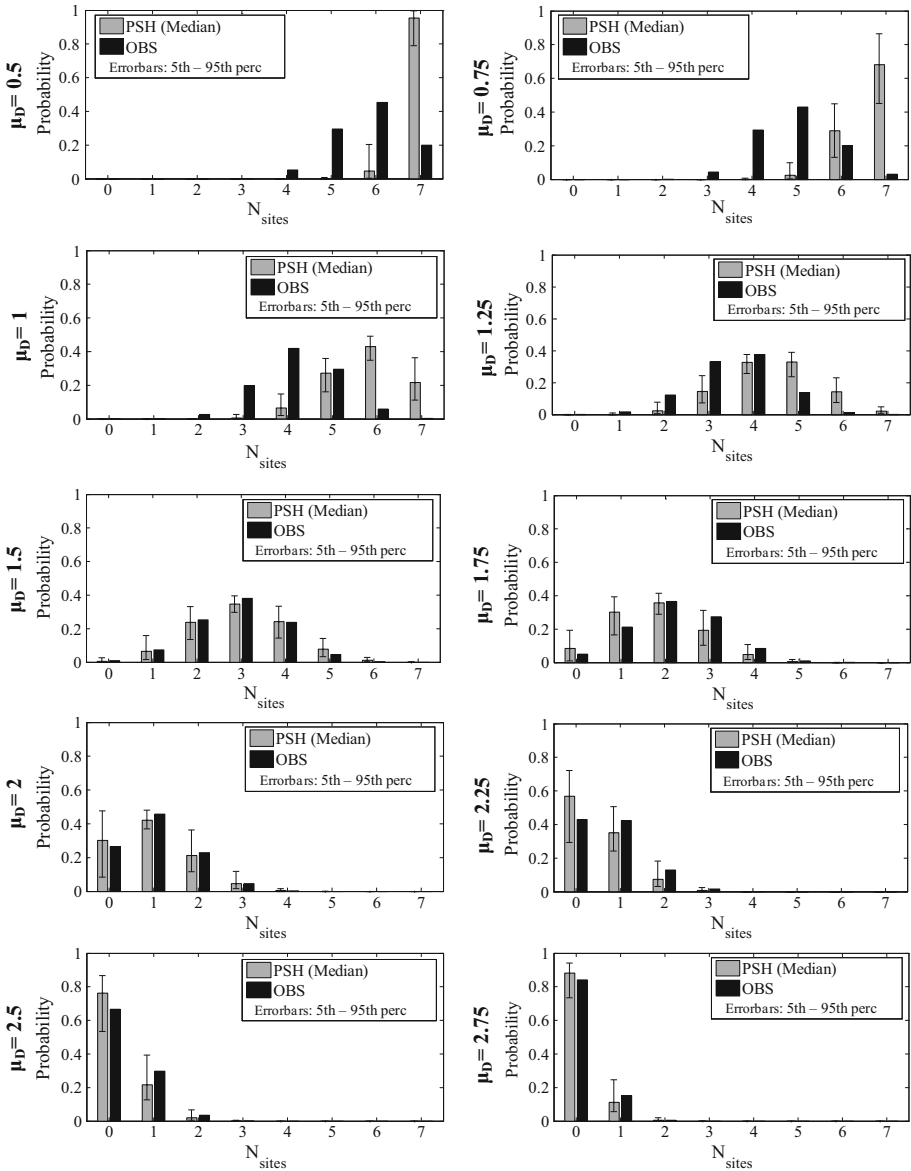 μD= 0.5
Probability
1
0.8
0.6
0.4
0.2
0
PSH (Median)
OBS
Errorbars: 5th – 95th perc
0 1 2 3 4 5 6 7
Nsites
μD= 0.75
Probability
1
0.8
0.6
0.4
0.2
0
PSH (Median)
OBS
Errorbars: 5th – 95th perc
0 1 2 3 4 5 6 7
Nsites
μD= 1
Probability
1
0.8
0.6
0.4
0.2
0
PSH (Median)
OBS
Errorbars: 5th – 95th perc
0 1 2 3 4 5 6 7
Nsites
μD= 1.25
Probability
1
0.8
0.6
0.4
0.2
0
PSH (Median)
OBS
Errorbars: 5th – 95th perc
0 1 2 3 4 5 6 7
Nsites
μD= 1.5
Probability
1
0.8
0.6
0.4
0.2
0
PSH (Median)
OBS
Errorbars: 5th – 95th perc
0 1 2 3 4 5 6 7
Nsites
μD= 1.75
Probability
1
0.8
0.6
0.4
0.2
0
PSH (Median)
OBS
Errorbars: 5th – 95th perc
0 1 2 3 4 5 6 7
Nsites
μD= 2
Probability
1
0.8
0.6
0.4
0.2
0
PSH (Median)
OBS
Errorbars: 5th – 95th perc
0 1 2 3 4 5 6 7
Nsites
μD= 2.25
Probability
1
0.8
0.6
0.4
0.2
0
PSH (Median)
OBS
Errorbars: 5th – 95th perc
0 1 2 3 4 5 6 7
Nsites
μD= 2.5
Probability
1
0.8
0.6
0.4
0.2
0
PSH (Median)
OBS
Errorbars: 5th – 95th perc
0 1 2 3 4 5 6 7
Nsites
μD= 2.75
Probability
1
0.8
0.6
0.4
0.2
0
PSH (Median)
OBS
Errorbars: 5th – 95th perc
0 1 2 3 4 5 6 7
Nsites